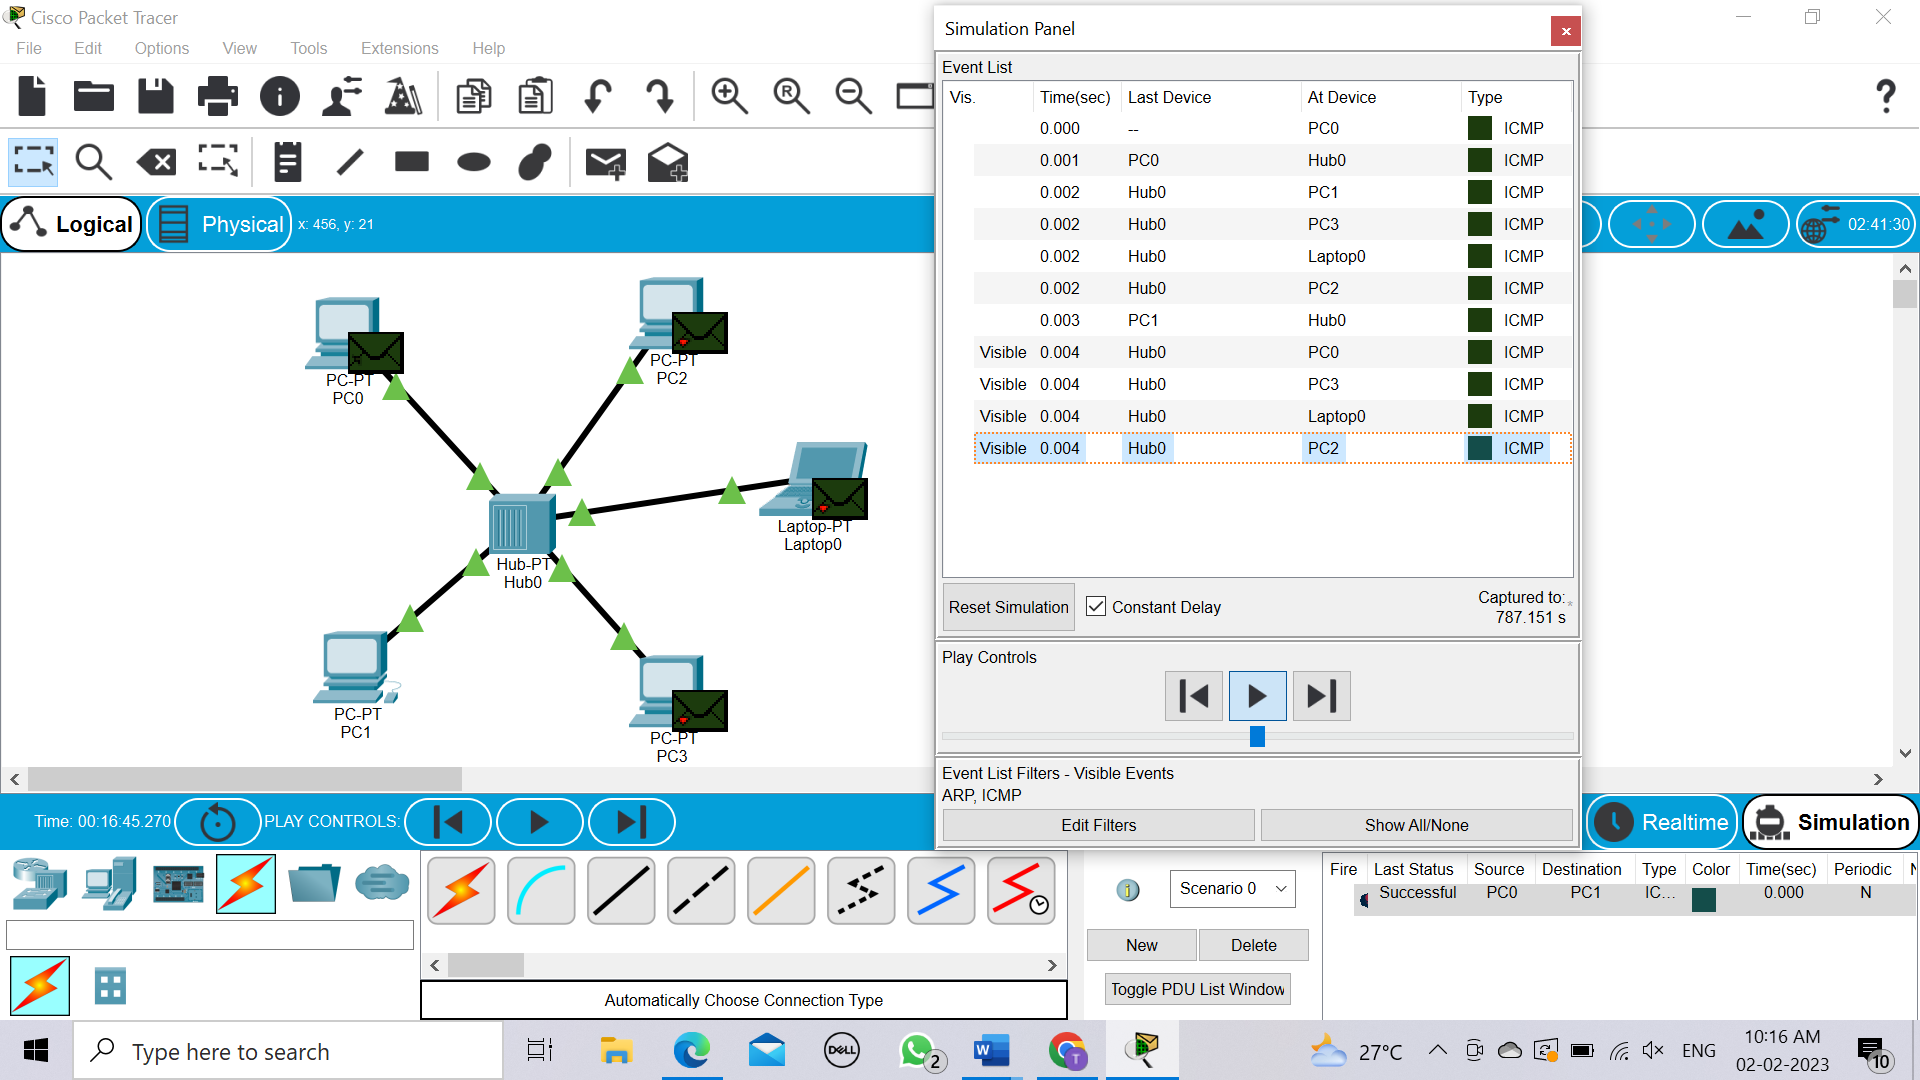 Cisco Packet Tracer
File Edit Options View Tools Extensions Help
Logical Physical x: 456, y: 21
02:41:30
PC-PT
PC0
PC-PT
PC2
Laptop-PT
Laptop0
Hub-PT
Hub0
PC-PT
PC1
PC-PT
PC3
Simulation Panel
Event List
Vis. Time(sec) Last Device At Device Type
0.000 -- PC0 ICMP
0.001 PC0 Hub0 ICMP
0.002 Hub0 PC1 ICMP
0.002 Hub0 PC3 ICMP
0.002 Hub0 Laptop0 ICMP
0.002 Hub0 PC2 ICMP
0.003 PC1 Hub0 ICMP
Visible 0.004 Hub0 PC0 ICMP
Visible 0.004 Hub0 PC3 ICMP
Visible 0.004 Hub0 Laptop0 ICMP
Visible 0.004 Hub0 PC2 ICMP
Reset Simulation Constant Delay Captured to: *
787.151 s
Play Controls
Event List Filters - Visible Events
ARP, ICMP
Edit Filters Show All/None
Time: 00:16:45.270 PLAY CONTROLS: Realtime Simulation
Scenario 0
New Delete
Toggle PDU List Window
Automatically Choose Connection Type
Fire Last Status Source Destination Type Color Time(sec) Periodic
Successful PC0 PC1 IC... 0.000 N
Type here to search
DELL
2
W
T
27°C ENG
10:16 AM
02-02-2023
10